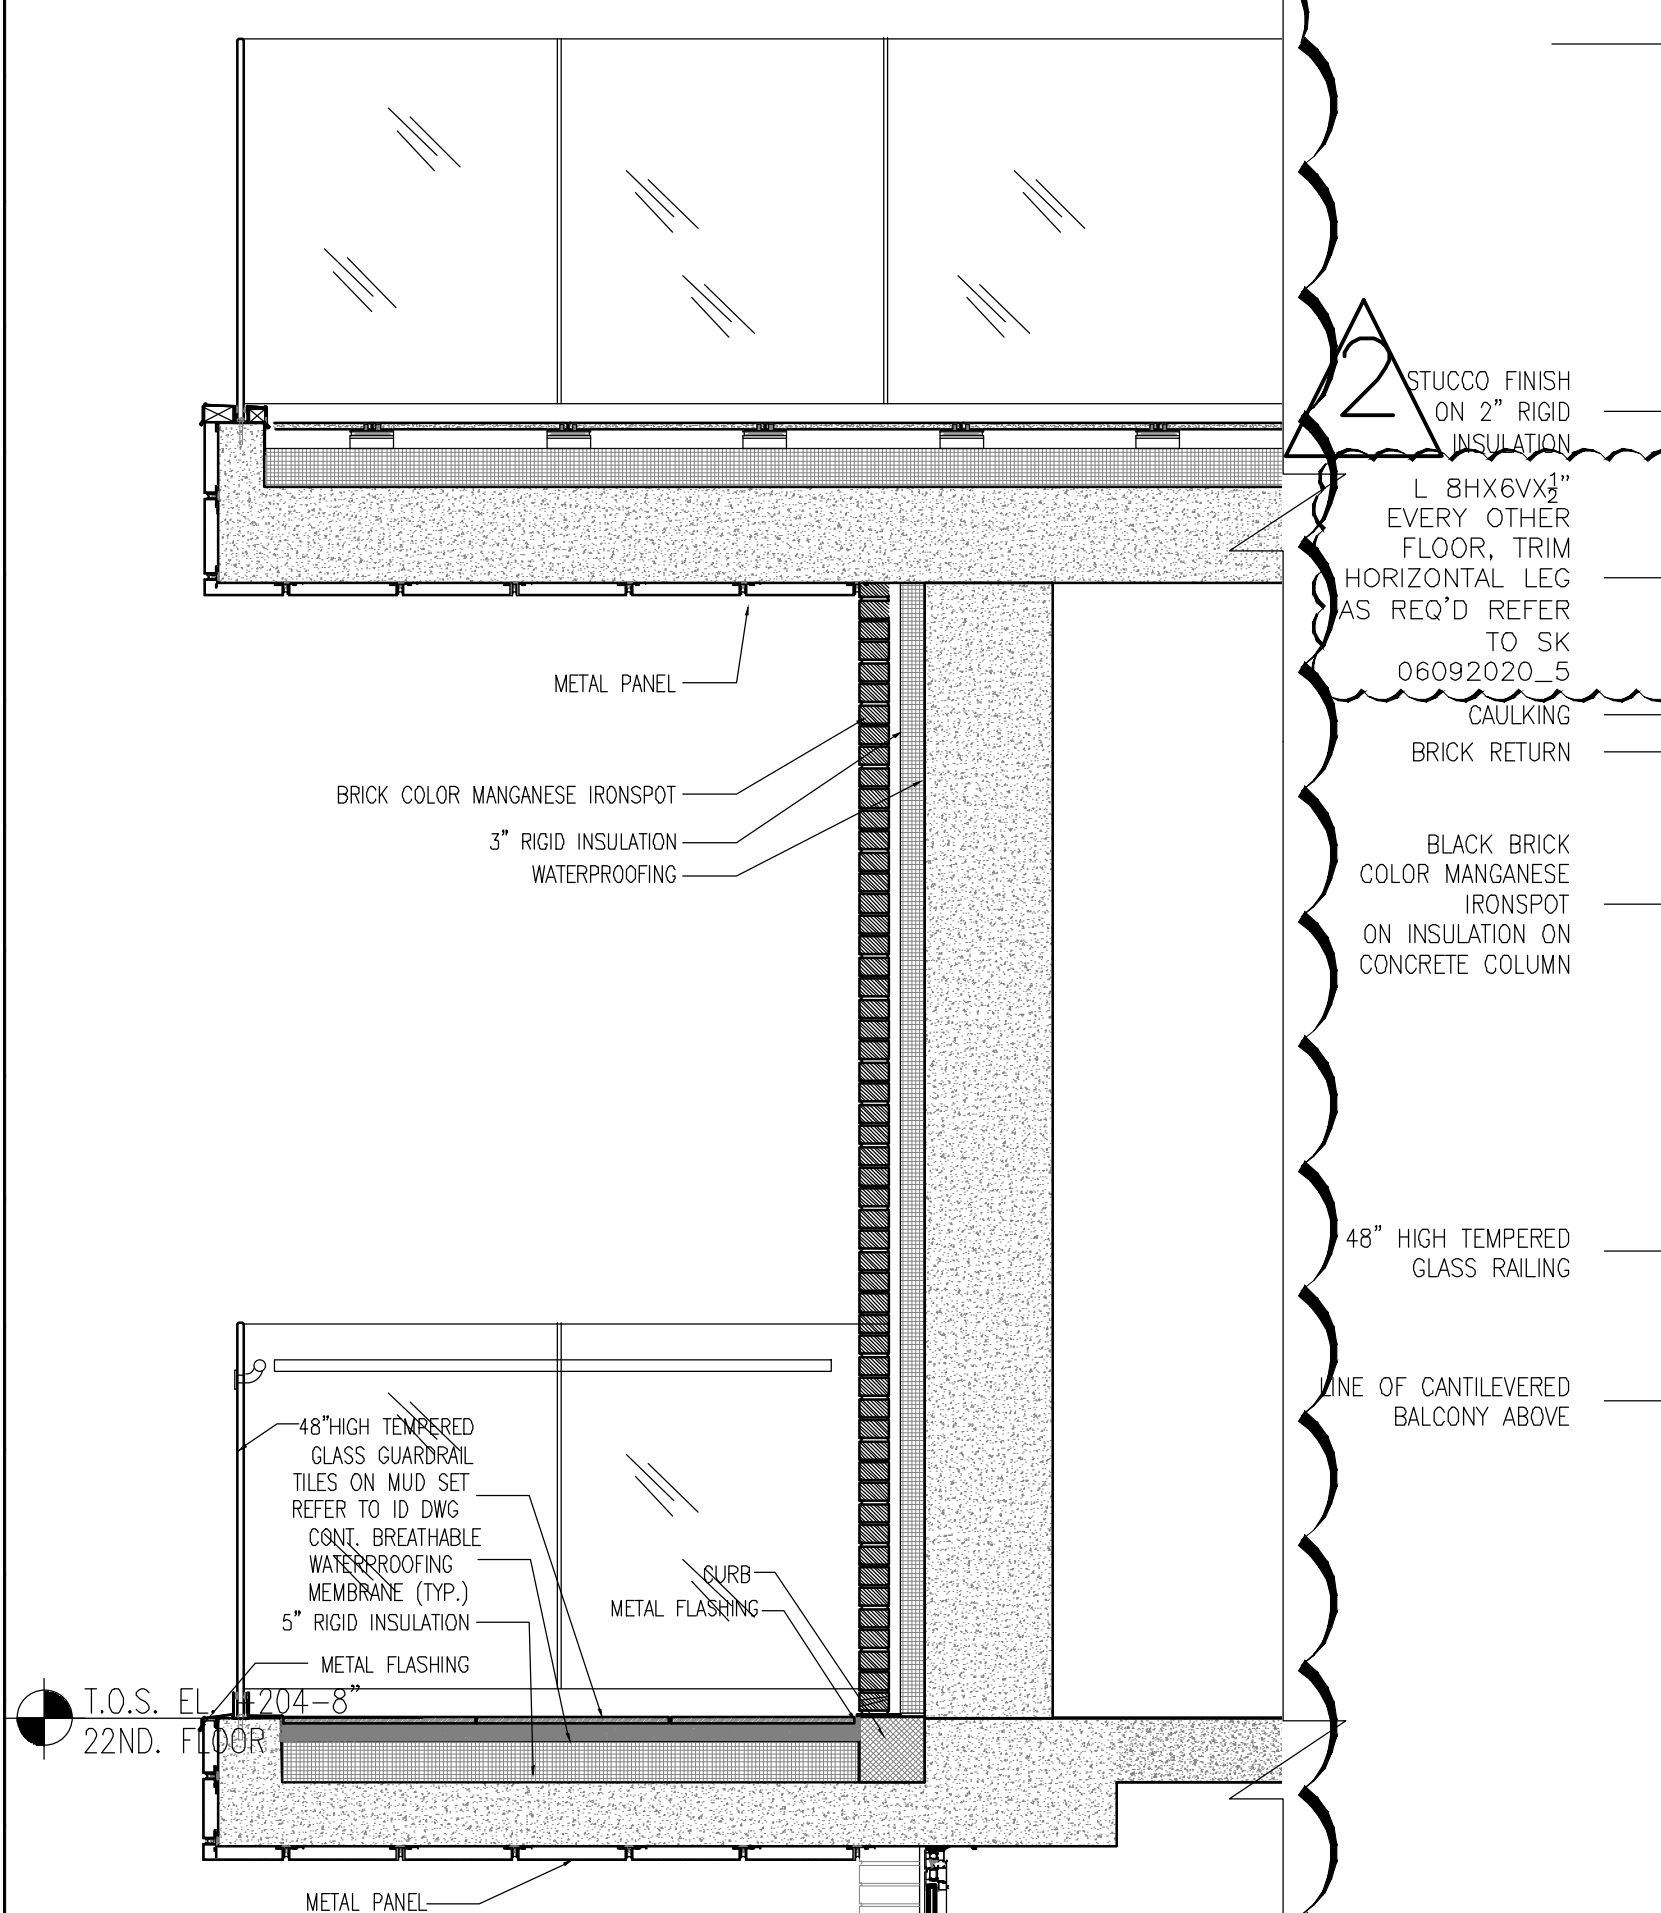 2
STUCCO FINISH
ON 2" RIGID
INSULATION
L 8HX6VX½"
EVERY OTHER
FLOOR, TRIM
HORIZONTAL LEG
AS REQ'D REFER
TO SK
06092020_5
CAULKING
BRICK RETURN
BLACK BRICK
COLOR MANGANESE
IRONSPOT
ON INSULATION ON
CONCRETE COLUMN
48" HIGH TEMPERED
GLASS RAILING
LINE OF CANTILEVERED
BALCONY ABOVE
METAL PANEL
BRICK COLOR MANGANESE IRONSPOT
3" RIGID INSULATION
WATERPROOFING
48"HIGH TEMPERED
GLASS GUARDRAIL
TILES ON MUD SET
REFER TO ID DWG
CONT. BREATHABLE
WATERPROOFING
MEMBRANE (TYP.)
5" RIGID INSULATION
METAL FLASHING
CURB
METAL FLASHING
T.O.S. EL. +204-8"
22ND. FLOOR
METAL PANEL